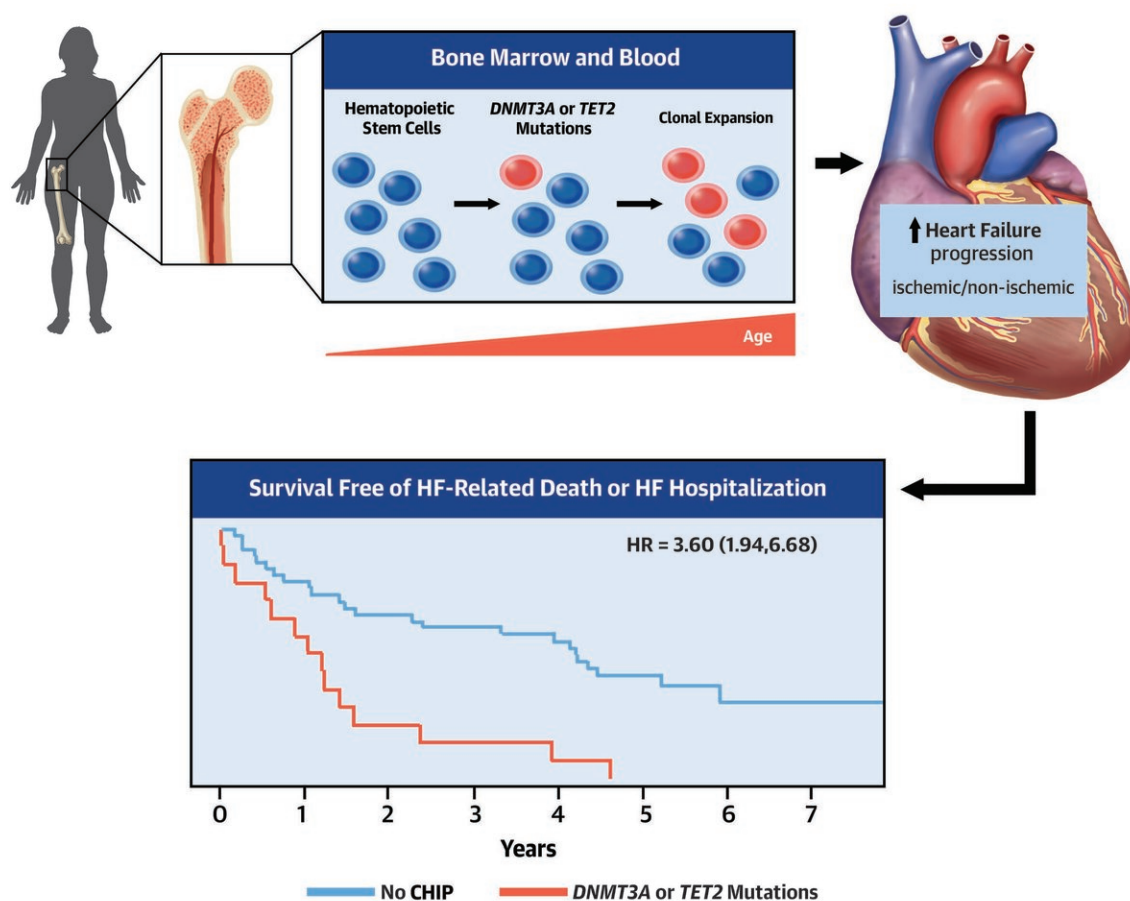 Bone Marrow and Blood
Hematopoietic
Stem Cells
DNMT3A or TET2
Mutations
Clonal Expansion
Age
Heart Failure
progression
ischemic/non-ischemic
Survival Free of HF-Related Death or HF Hospitalization
HR = 3.60 (1.94,6.68)
0 1 2 3 4 5 6 7
Years
No CHIP
DNMT3A or TET2 Mutations